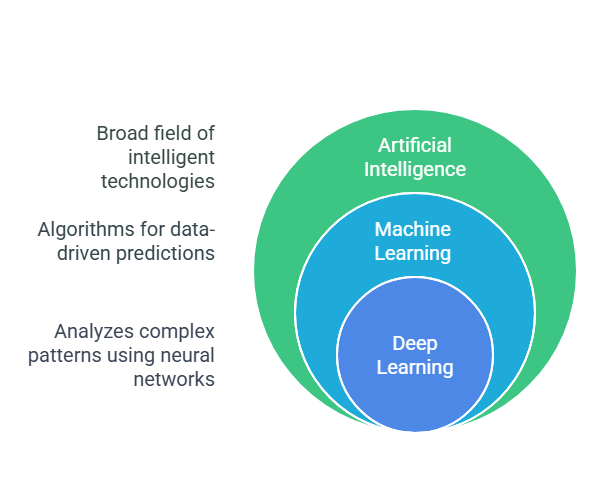 Broad field of
intelligent
technologies
Artificial
Intelligence
Algorithms for data-
driven predictions
Machine
Learning
Analyzes complex
patterns using neural
networks
Deep
Learning